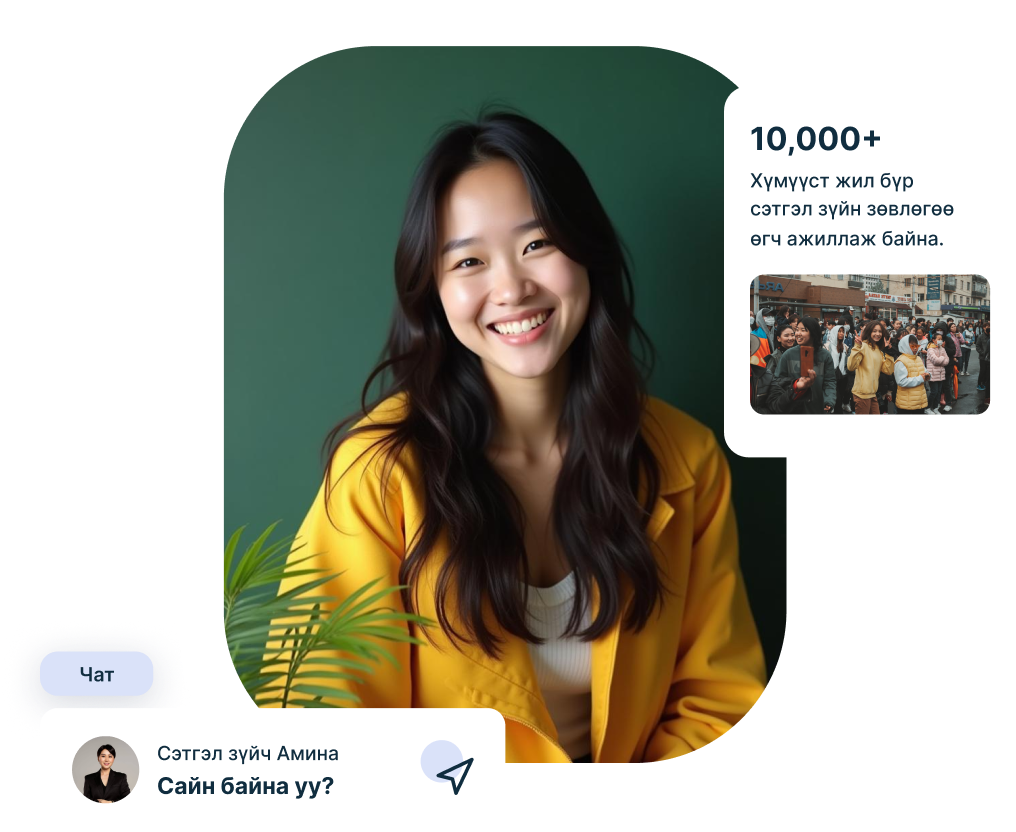 10,000+
Хүмүүст жил бүр
сэтгэл зүйн зөвлөгөө
өгч ажиллаж байна.
Чат
Сэтгэл зүйч Амина
Сайн байна уу?